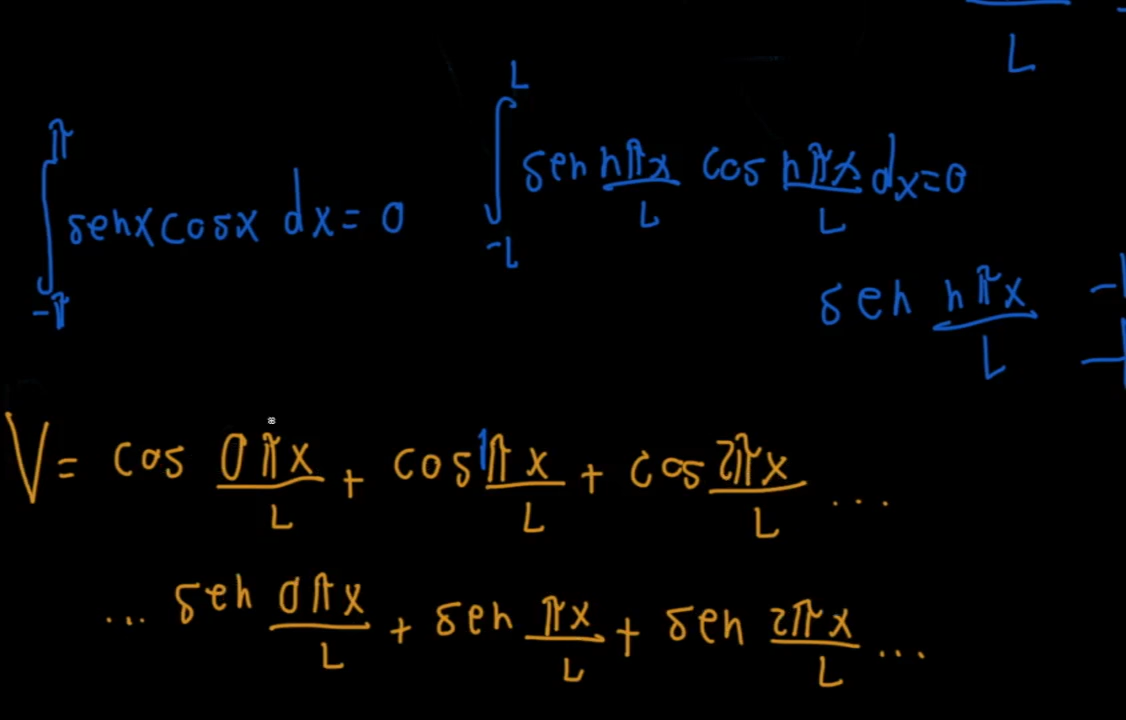 L
∫_{-π}^{π} senx cosx dx = 0
∫_{-L}^{L} sen nπx/L cos nπx/L dx = 0
sen nπx/L
V = cos 0πx/L + cos 1πx/L + cos 2πx/L ...
... sen 0πx/L + sen πx/L + sen 2πx/L ...